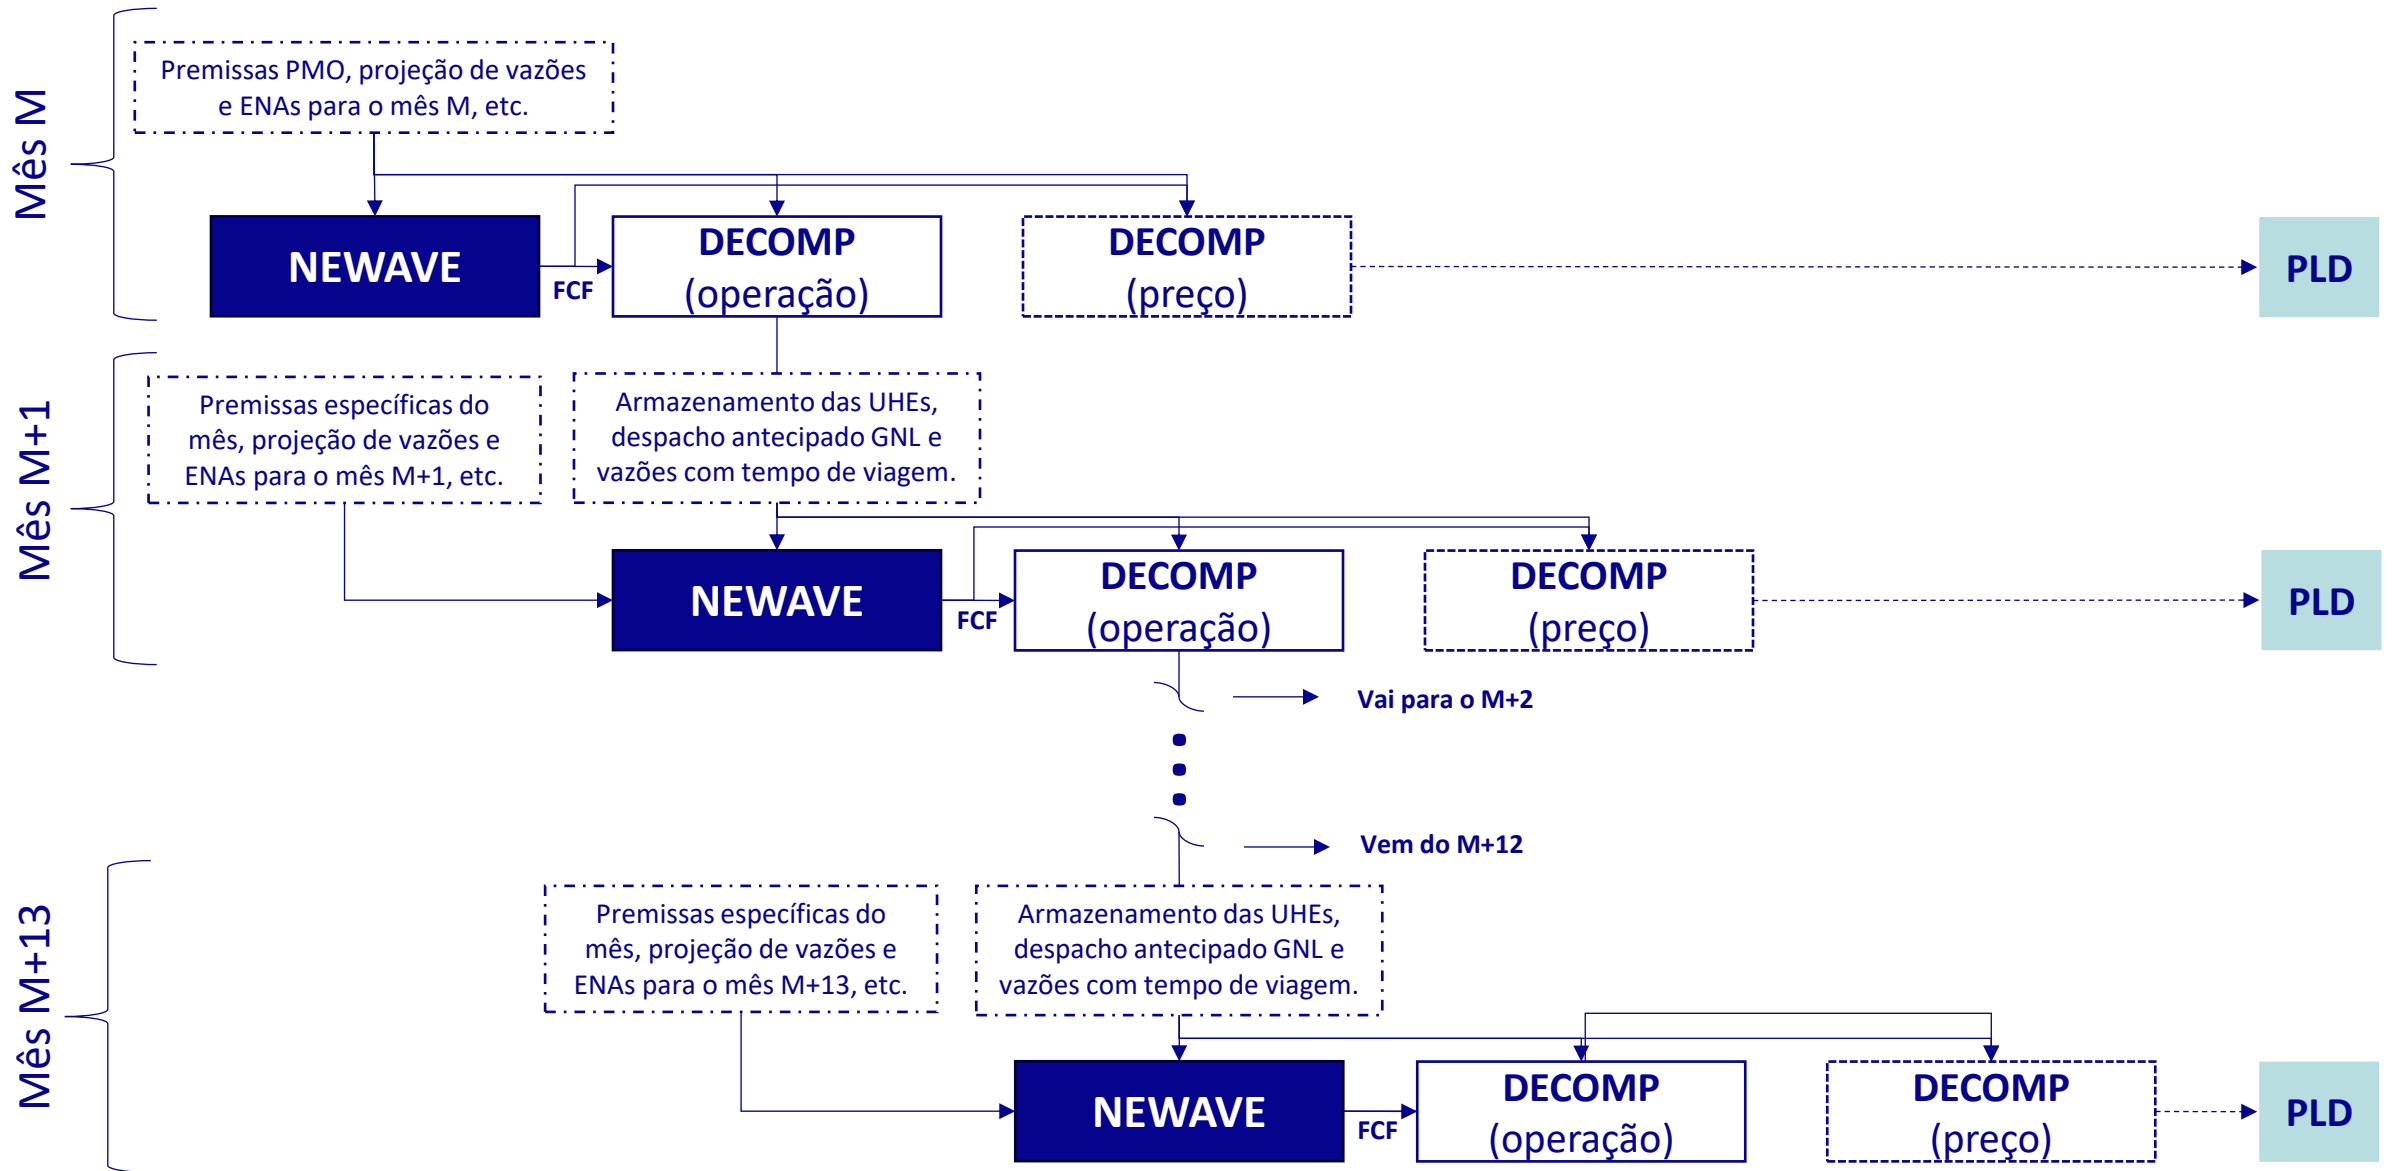 Mês M
Premissas PMO, projeção de vazões
e ENAs para o mês M, etc.
NEWAVE
FCF
DECOMP
(operação)
DECOMP
(preço)
PLD
Mês M+1
Premissas específicas do
mês, projeção de vazões e
ENAs para o mês M+1, etc.
Armazenamento das UHEs,
despacho antecipado GNL e
vazões com tempo de viagem.
NEWAVE
FCF
DECOMP
(operação)
DECOMP
(preço)
PLD
Vai para o M+2
Vem do M+12
Mês M+13
Premissas específicas do
mês, projeção de vazões e
ENAs para o mês M+13, etc.
Armazenamento das UHEs,
despacho antecipado GNL e
vazões com tempo de viagem.
NEWAVE
FCF
DECOMP
(operação)
DECOMP
(preço)
PLD